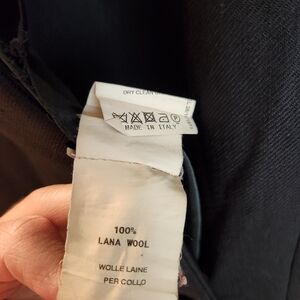 DRY CLEAN
MADE IN ITALY
100%
LANA WOOL
WOLLE LAINE
PER COLLO